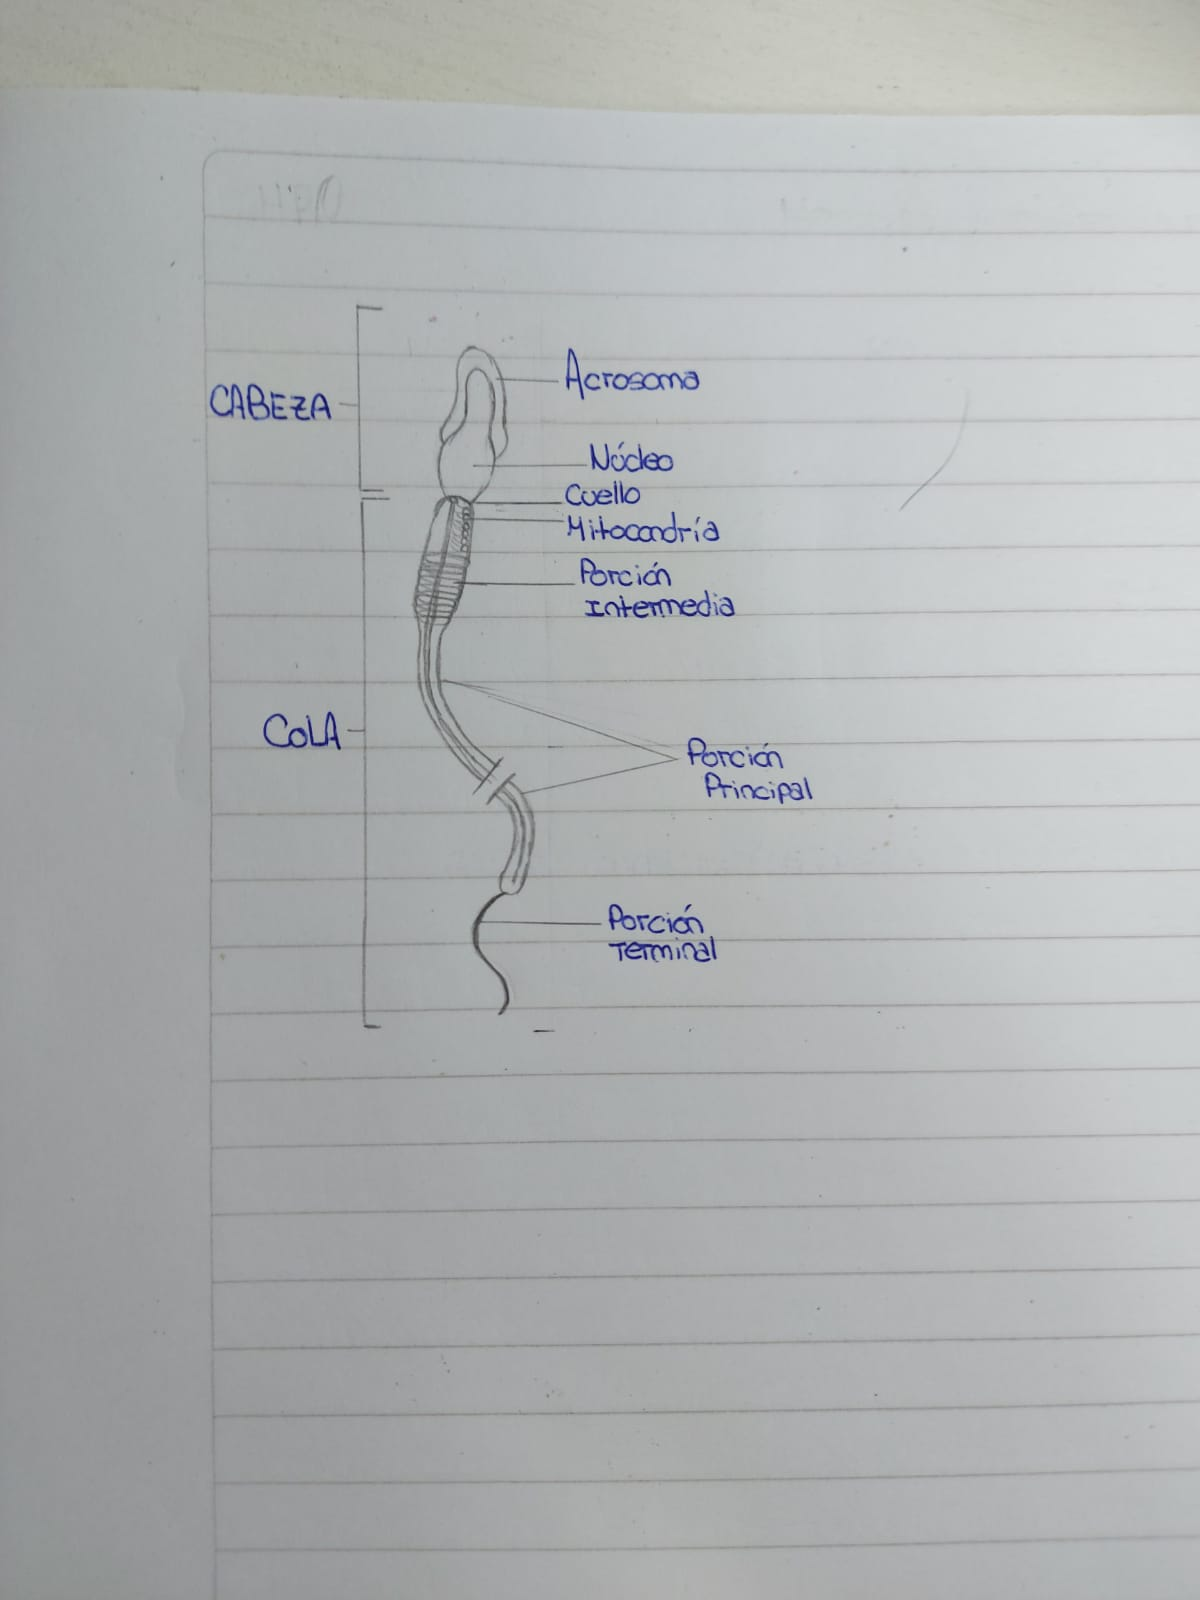 CABEZA
Acrosoma
Núcleo
Cuello
Mitocondría
Porción
Intermedia
COLA
Porción
Principal
Porción
Terminal